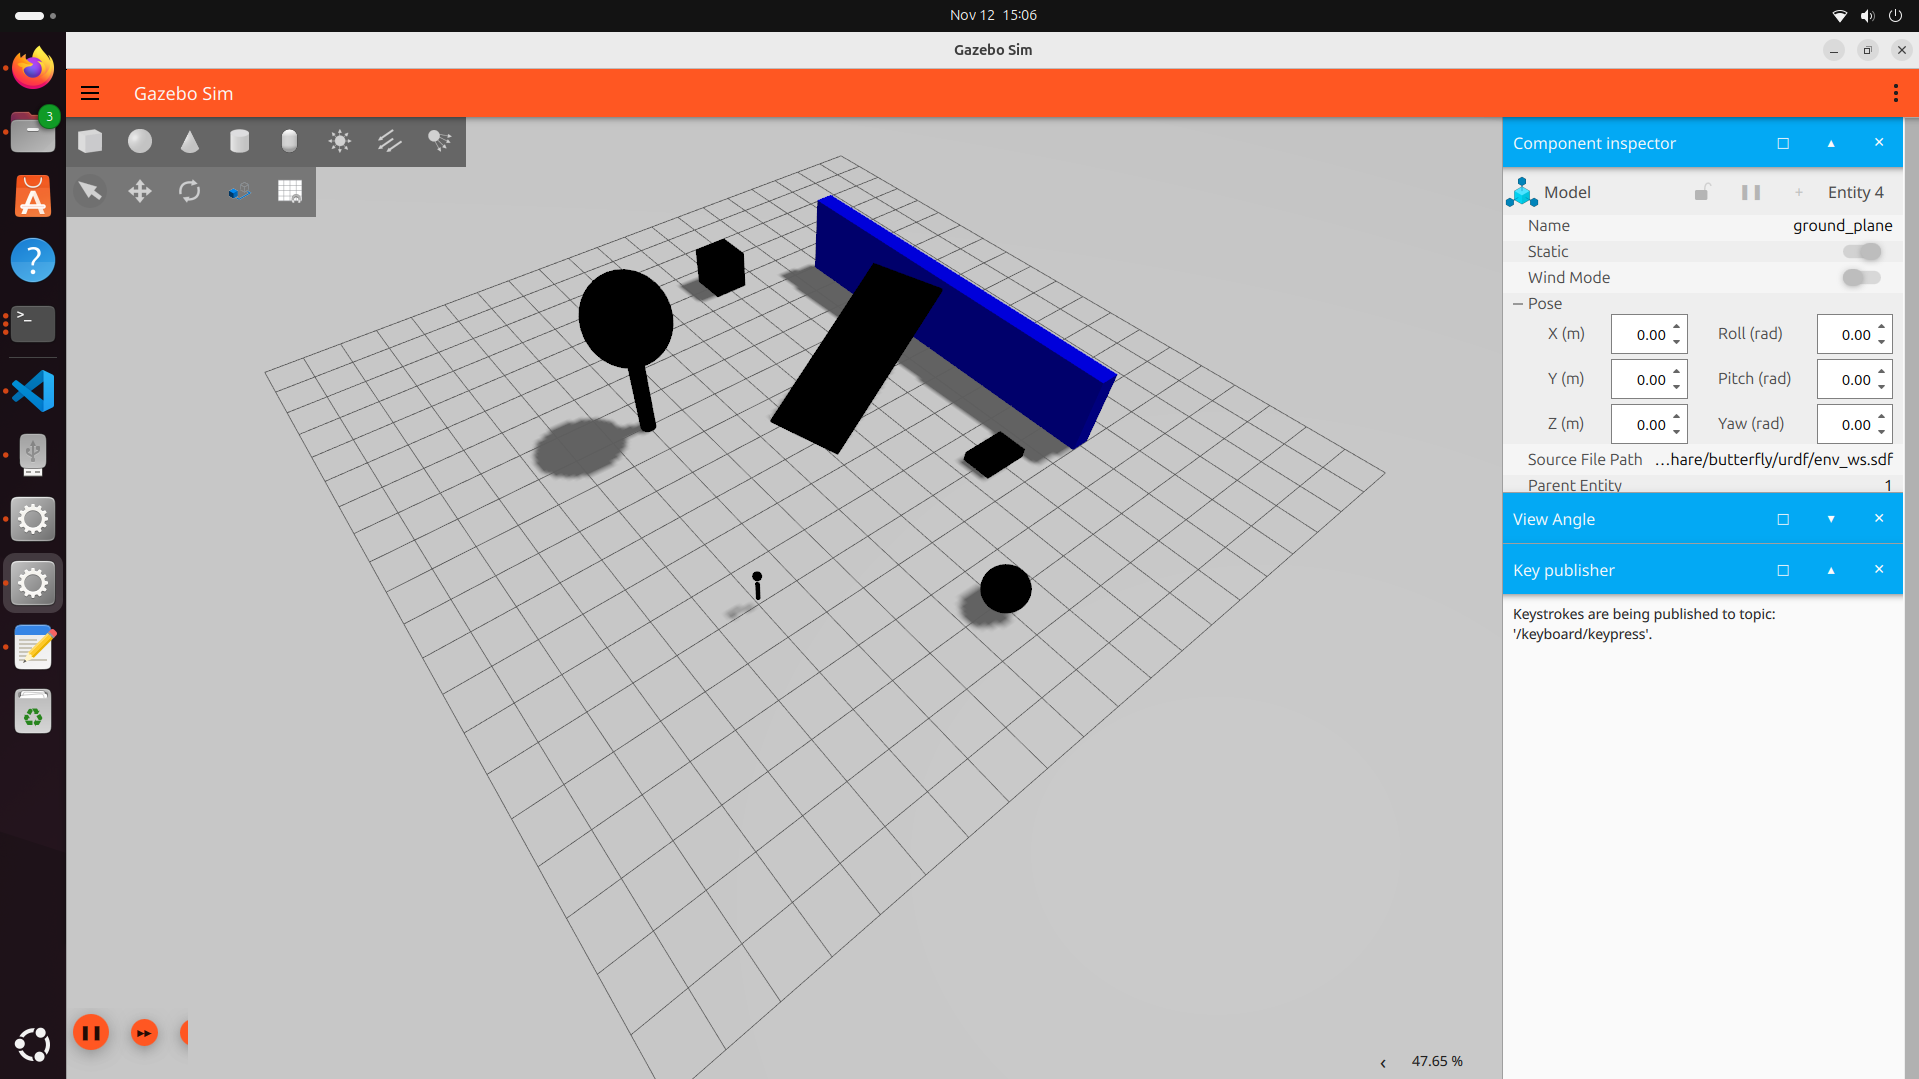 Nov 12 15:06
Gazebo Sim
Gazebo Sim
3
Component inspector
Model
Entity 4
Name
ground_plane
Static
Wind Mode
Pose
X (m)
0.00
Roll (rad)
0.00
Y (m)
0.00
Pitch (rad)
0.00
Z (m)
0.00
Yaw (rad)
0.00
Source File Path
...hare/butterfly/urdf/env_ws.sdf
Parent Entity
1
View Angle
Key publisher
Keystrokes are being published to topic:
'/keyboard/keypress'.
47.65 %